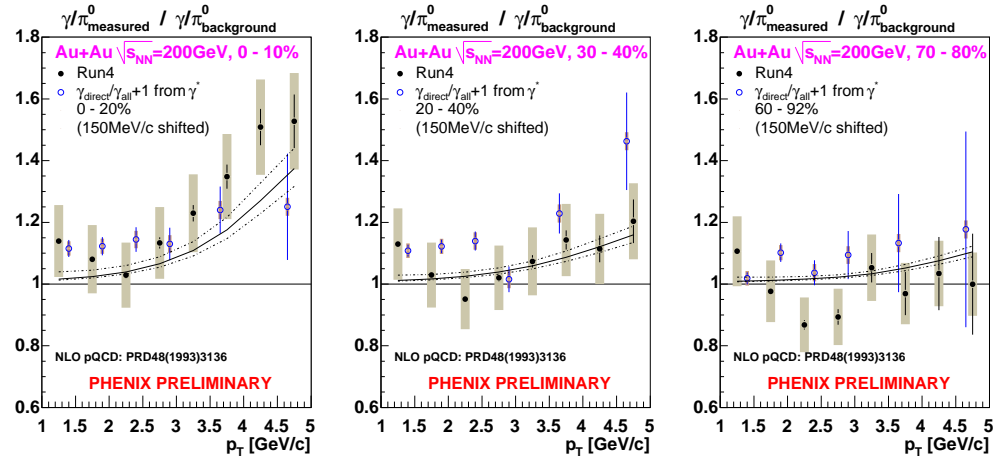 γ/π⁰measured / γ/π⁰background
1.8
1.6
1.4
1.2
1
0.8
0.6
Au+Au √sNN=200GeV, 0 - 10%
Run4
γdirect/γall+1 from γ*
0 - 20%
(150MeV/c shifted)
NLO pQCD: PRD48(1993)3136
PHENIX PRELIMINARY
1 1.5 2 2.5 3 3.5 4 4.5 5
pT [GeV/c]
γ/π⁰measured / γ/π⁰background
1.8
1.6
1.4
1.2
1
0.8
0.6
Au+Au √sNN=200GeV, 30 - 40%
Run4
γdirect/γall+1 from γ*
20 - 40%
(150MeV/c shifted)
NLO pQCD: PRD48(1993)3136
PHENIX PRELIMINARY
1 1.5 2 2.5 3 3.5 4 4.5 5
pT [GeV/c]
γ/π⁰measured / γ/π⁰background
1.8
1.6
1.4
1.2
1
0.8
0.6
Au+Au √sNN=200GeV, 70 - 80%
Run4
γdirect/γall+1 from γ*
60 - 92%
(150MeV/c shifted)
NLO pQCD: PRD48(1993)3136
PHENIX PRELIMINARY
1 1.5 2 2.5 3 3.5 4 4.5 5
pT [GeV/c]